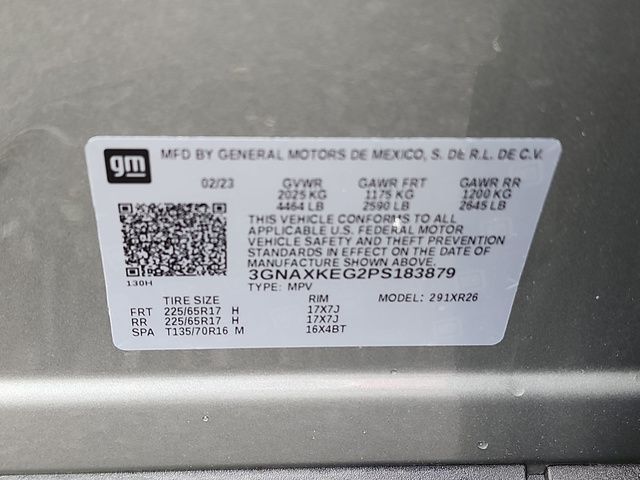 gm MFD BY GENERAL MOTORS DE MEXICO, S. DE R.L. DE C.V.
02/23 GVWR GAWR FRT GAWR RR
2025 KG 1175 KG 1200 KG
4464 LB 2590 LB 2645 LB
THIS VEHICLE CONFORMS TO ALL
APPLICABLE U.S. FEDERAL MOTOR
VEHICLE SAFETY AND THEFT PREVENTION
STANDARDS IN EFFECT ON THE DATE OF
MANUFACTURE SHOWN ABOVE.
3GNAXKEG2PS183879
130H TYPE: MPV
TIRE SIZE RIM MODEL: 291XR26
FRT 225/65R17 H 17X7J
RR 225/65R17 H 17X7J
SPA T135/70R16 M 16X4BT